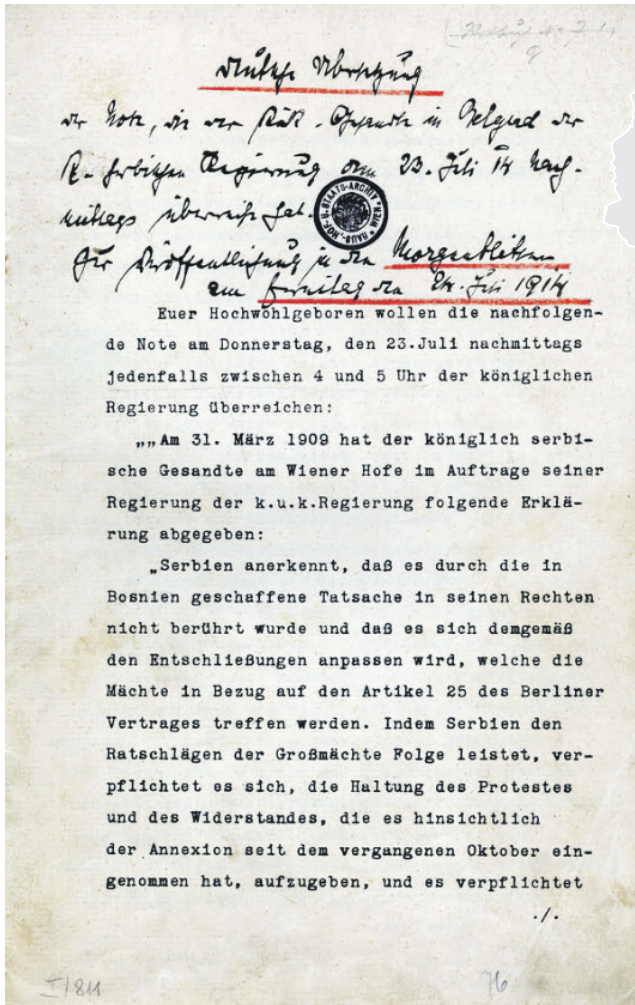 Deutsche Übersetzung
der Note, die der k.u.k. Gesandte in Belgrad der
k. serbischen Regierung am 23. Juli 14 nach-
mittags überreicht hat.
HAUS- HOF- U. STAATS-ARCHIV WIEN
Zur Veröffentlichung in den Morgenblättern
am Freitag den 24. Juli 1914
Euer Hochwohlgeboren wollen die nachfolgen-
de Note am Donnerstag, den 23.Juli nachmittags
jedenfalls zwischen 4 und 5 Uhr der königlichen
Regierung überreichen:
„„Am 31. März 1909 hat der königlich serbi-
sche Gesandte am Wiener Hofe im Auftrage seiner
Regierung der k.u.k.Regierung folgende Erklä-
rung abgegeben:
„Serbien anerkennt, daß es durch die in
Bosnien geschaffene Tatsache in seinen Rechten
nicht berührt wurde und daß es sich demgemäß
den Entschließungen anpassen wird, welche die
Mächte in Bezug auf den Artikel 25 des Berliner
Vertrages treffen werden. Indem Serbien den
Ratschlägen der Großmächte Folge leistet, ver-
pflichtet es sich, die Haltung des Protestes
und des Widerstandes, die es hinsichtlich
der Annexion seit dem vergangenen Oktober ein-
genommen hat, aufzugeben, und es verpflichtet
./.
I/811
76